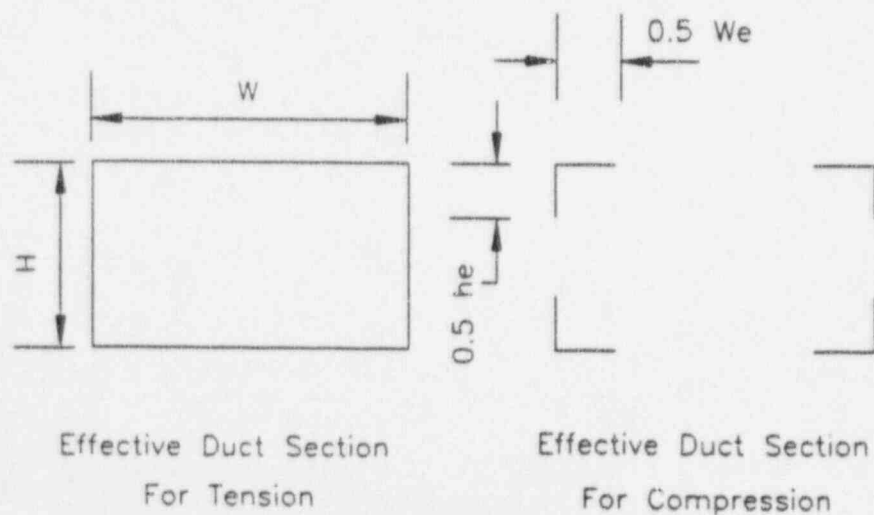 0.5 We
W
H
0.5 he
Effective Duct Section
For Tension
Effective Duct Section
For Compression